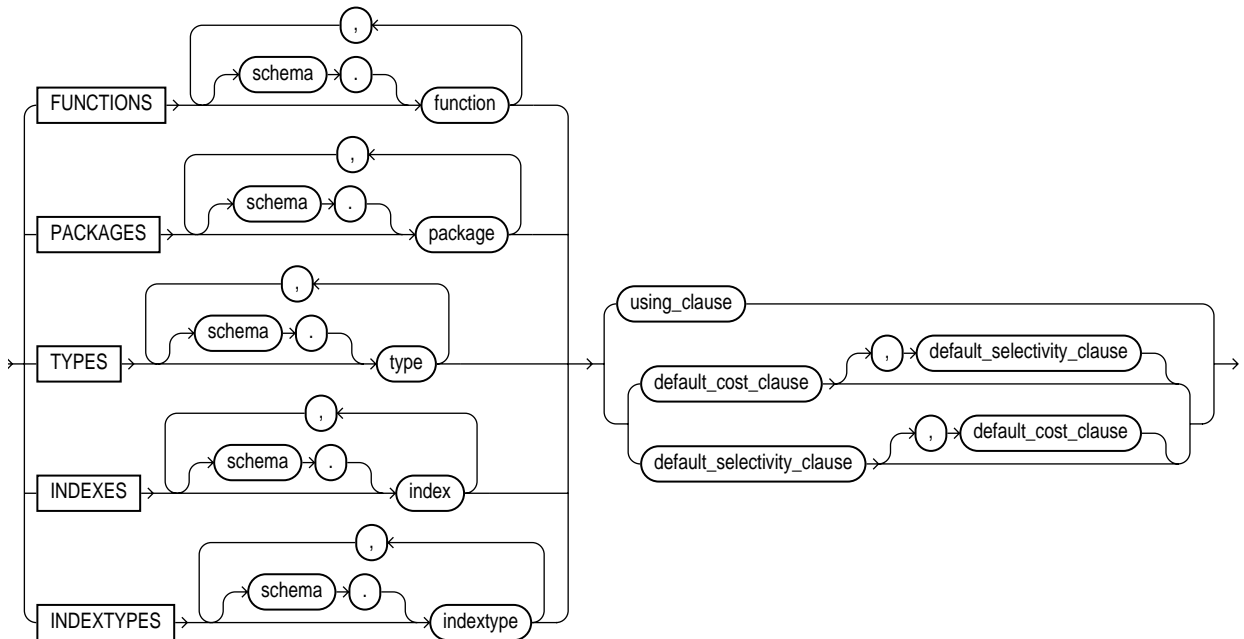 ,
schema .
FUNCTIONS function
,
schema .
PACKAGES package
,
schema .
TYPES type
,
schema .
INDEXES index
,
schema .
INDEXTYPES indextype
using_clause
, default_selectivity_clause
default_cost_clause
, default_cost_clause
default_selectivity_clause